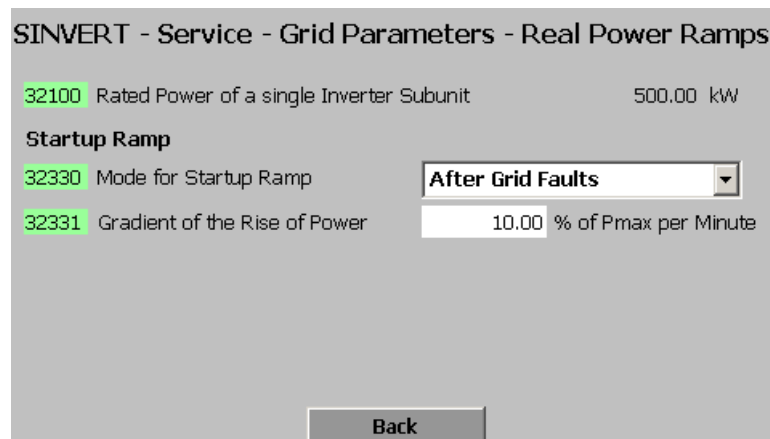 SINVERT - Service - Grid Parameters - Real Power Ramps
32100 Rated Power of a single Inverter Subunit 500.00 kW
Startup Ramp
32330 Mode for Startup Ramp After Grid Faults
32331 Gradient of the Rise of Power 10.00 % of Pmax per Minute
Back